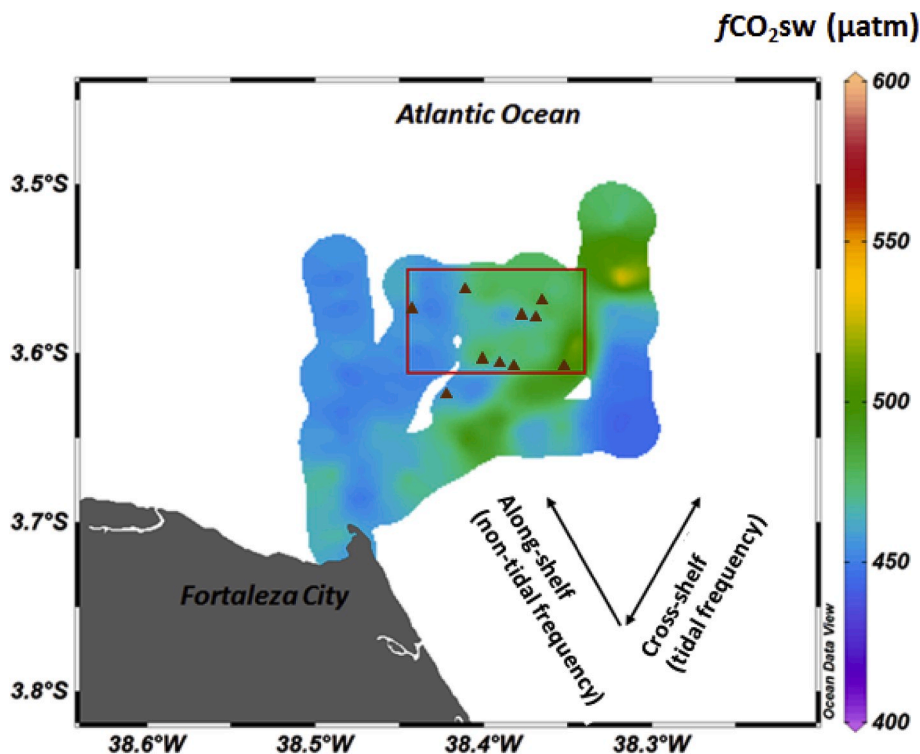 fCO₂sw (µatm)
Atlantic Ocean
600
3.5°S
550
3.6°S
500
3.7°S
Along-shelf
(non-tidal frequency)
Cross-shelf
(tidal frequency)
450
Fortaleza City
3.8°S
Ocean Data View
400
38.6°W
38.5°W
38.4°W
38.3°W